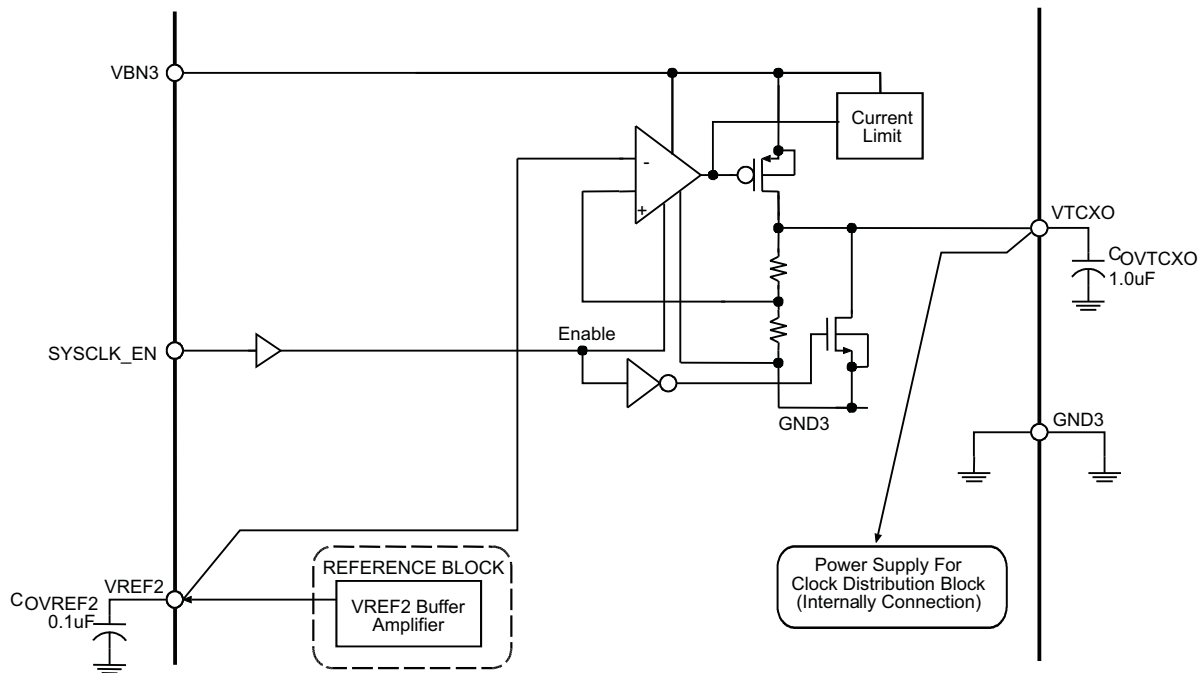 VBN3
Current
Limit
-
+
VTCXO
COVTCXO
1.0uF
Enable
SYSCLK_EN
GND3
GND3
VREF2
COVREF2
0.1uF
REFERENCE BLOCK
VREF2 Buffer
Amplifier
Power Supply For
Clock Distribution Block
(Internally Connection)